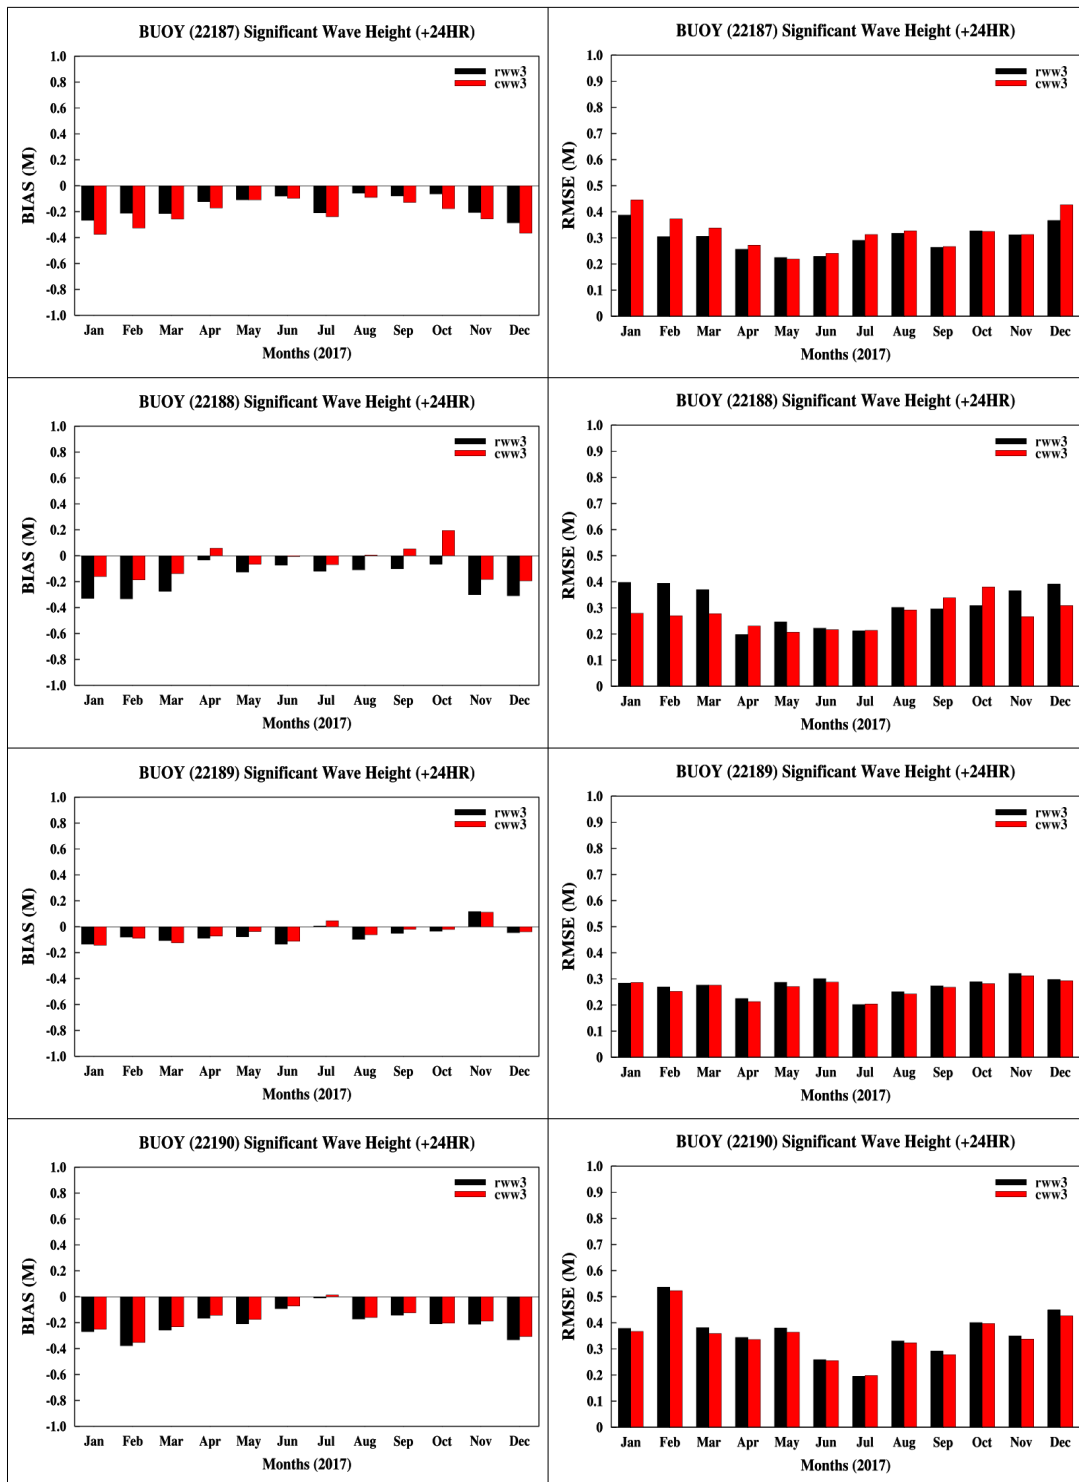 BUOY (22187) Significant Wave Height (+24HR)
1.0
0.8
0.6
0.4
0.2
0
-0.2
-0.4
-0.6
-0.8
-1.0
BIAS (M)
rww3
cww3
Jan Feb Mar Apr May Jun Jul Aug Sep Oct Nov Dec
Months (2017)
BUOY (22187) Significant Wave Height (+24HR)
1.0
0.9
0.8
0.7
0.6
0.5
0.4
0.3
0.2
0.1
0
RMSE (M)
rww3
cww3
Jan Feb Mar Apr May Jun Jul Aug Sep Oct Nov Dec
Months (2017)
BUOY (22188) Significant Wave Height (+24HR)
1.0
0.8
0.6
0.4
0.2
0
-0.2
-0.4
-0.6
-0.8
-1.0
BIAS (M)
rww3
cww3
Jan Feb Mar Apr May Jun Jul Aug Sep Oct Nov Dec
Months (2017)
BUOY (22188) Significant Wave Height (+24HR)
1.0
0.9
0.8
0.7
0.6
0.5
0.4
0.3
0.2
0.1
0
RMSE (M)
rww3
cww3
Jan Feb Mar Apr May Jun Jul Aug Sep Oct Nov Dec
Months (2017)
BUOY (22189) Significant Wave Height (+24HR)
1.0
0.8
0.6
0.4
0.2
0
-0.2
-0.4
-0.6
-0.8
-1.0
BIAS (M)
rww3
cww3
Jan Feb Mar Apr May Jun Jul Aug Sep Oct Nov Dec
Months (2017)
BUOY (22189) Significant Wave Height (+24HR)
1.0
0.9
0.8
0.7
0.6
0.5
0.4
0.3
0.2
0.1
0
RMSE (M)
rww3
cww3
Jan Feb Mar Apr May Jun Jul Aug Sep Oct Nov Dec
Months (2017)
BUOY (22190) Significant Wave Height (+24HR)
1.0
0.8
0.6
0.4
0.2
0
-0.2
-0.4
-0.6
-0.8
-1.0
BIAS (M)
rww3
cww3
Jan Feb Mar Apr May Jun Jul Aug Sep Oct Nov Dec
Months (2017)
BUOY (22190) Significant Wave Height (+24HR)
1.0
0.9
0.8
0.7
0.6
0.5
0.4
0.3
0.2
0.1
0
RMSE (M)
rww3
cww3
Jan Feb Mar Apr May Jun Jul Aug Sep Oct Nov Dec
Months (2017)